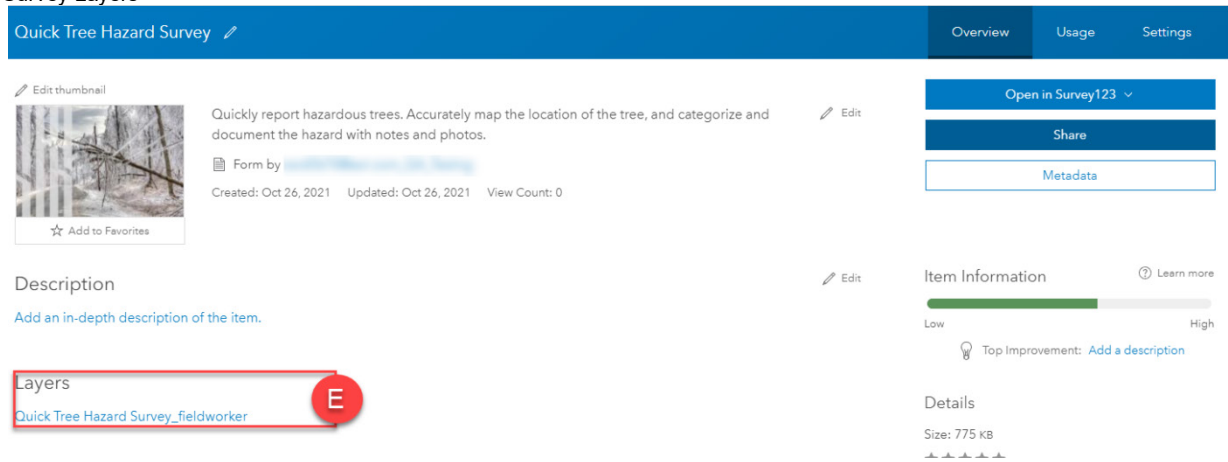 Survey Layers
Quick Tree Hazard Survey
Overview Usage Settings
Edit thumbnail
Quickly report hazardous trees. Accurately map the location of the tree, and categorize and
document the hazard with notes and photos.
Edit
Form by
Created: Oct 26, 2021 Updated: Oct 26, 2021 View Count: 0
Add to Favorites
Open in Survey123
Share
Metadata
Description
Edit
Add an in-depth description of the item.
Layers
Quick Tree Hazard Survey_fieldworker
E
Item Information
Learn more
Low High
Top Improvement: Add a description
Details
Size: 775 KB